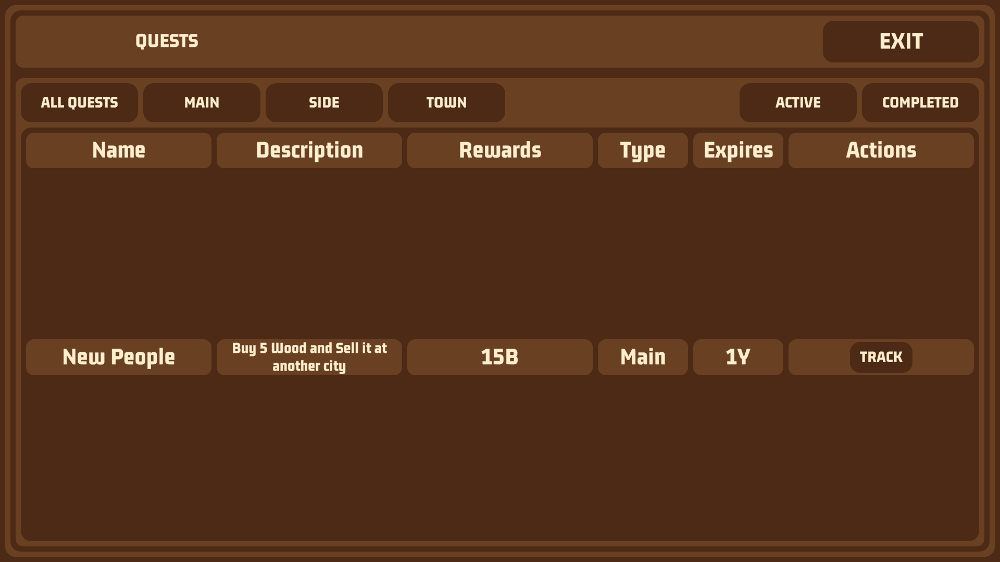 QUESTS
EXIT
ALL QUESTS
MAIN
SIDE
TOWN
ACTIVE
COMPLETED
Name
Description
Rewards
Type
Expires
Actions
New People
Buy 5 Wood and Sell it at
another city
15B
Main
1Y
TRACK